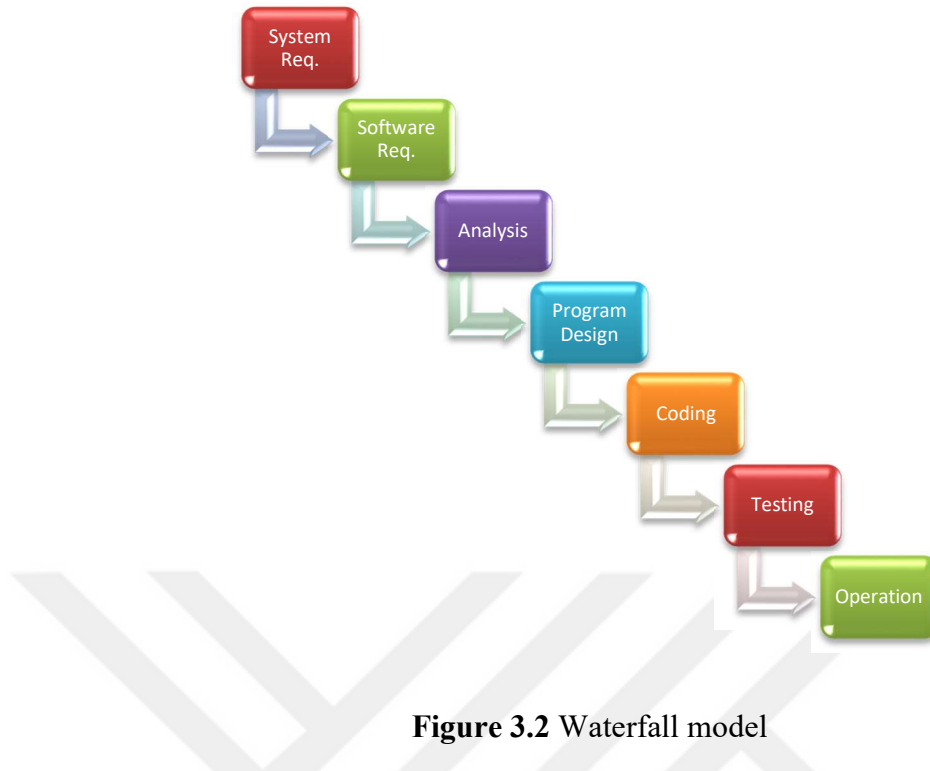 System
Req.
Software
Req.
Analysis
Program
Design
Coding
Testing
Operation
Figure 3.2 Waterfall model